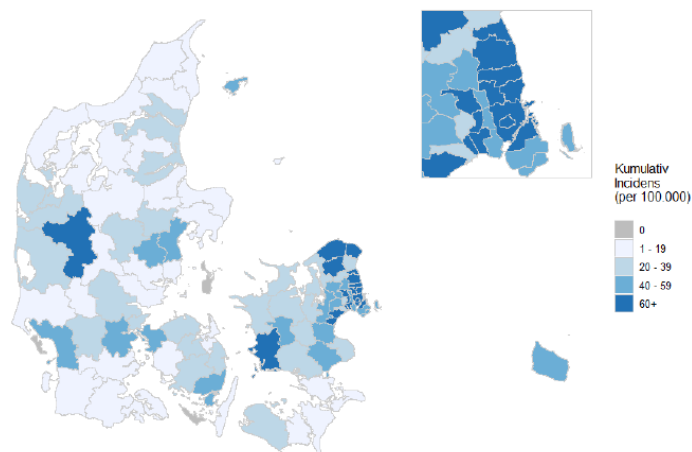 Kumulativ
Incidens
(per 100.000)
0
1 - 19
20 - 39
40 - 59
60+